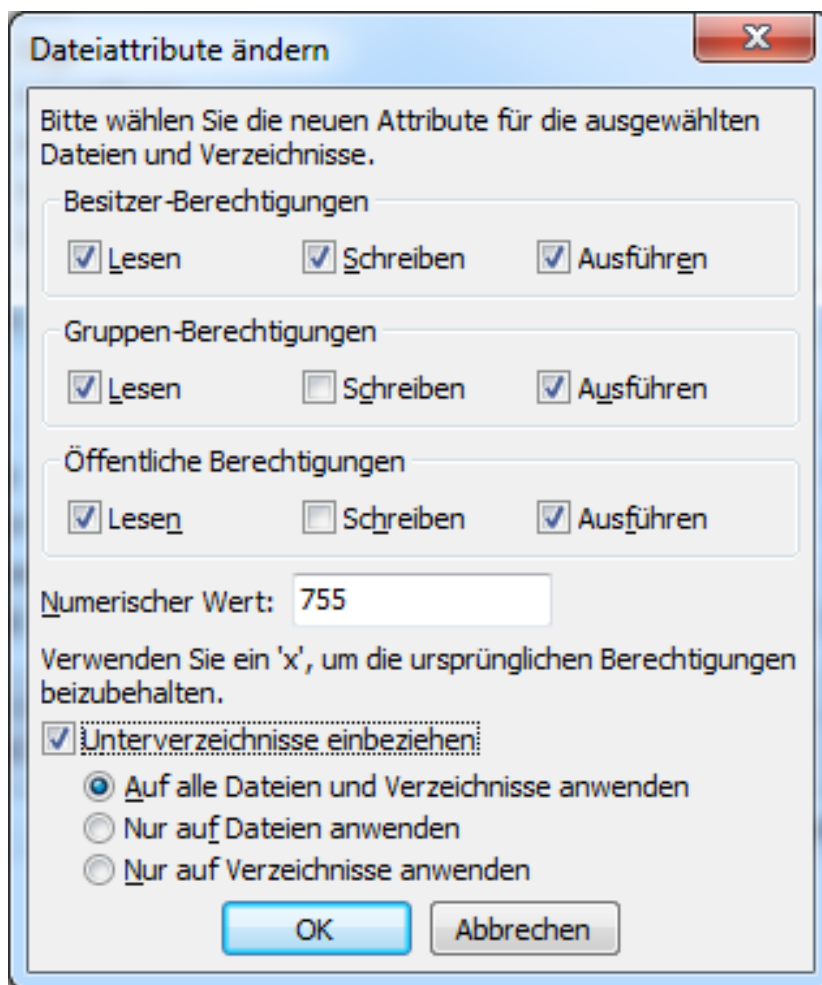 Dateiattribute ändern
Bitte wählen Sie die neuen Attribute für die ausgewählten
Dateien und Verzeichnisse.
Besitzer-Berechtigungen
Lesen Schreiben Ausführen
Gruppen-Berechtigungen
Lesen Schreiben Ausführen
Öffentliche Berechtigungen
Lesen Schreiben Ausführen
Numerischer Wert: 755
Verwenden Sie ein 'x', um die ursprünglichen Berechtigungen
beizubehalten.
Unterverzeichnisse einbeziehen
Auf alle Dateien und Verzeichnisse anwenden
Nur auf Dateien anwenden
Nur auf Verzeichnisse anwenden
OK Abbrechen